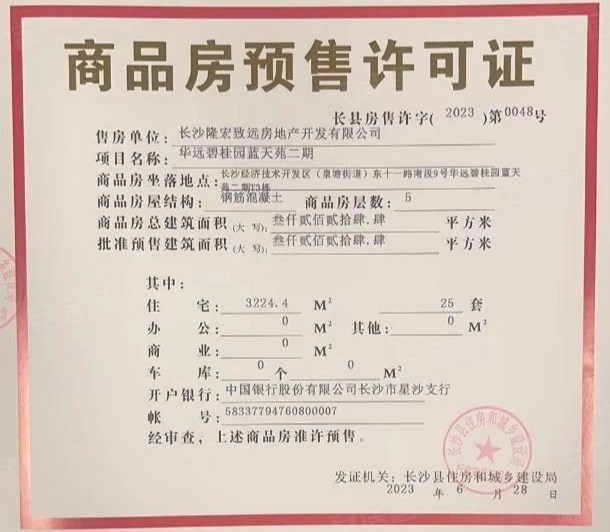 商品房预售许可证
长县房售许字( 2023 )第0048号
售房单位: 长沙隆宏致远房地产开发有限公司
项目名称: 华远碧桂园蓝天苑二期
商品房坐落地点: 长沙经济技术开发区(泉塘街道)东十一路南段9号华远碧桂园蓝天
苑二期T3栋
商品房屋结构: 钢筋混凝土 商品房层数: 5
商品房总建筑面积(大 写): 叁仟贰佰贰拾肆.肆 平方米
批准预售建筑面积(大 写): 叁仟贰佰贰拾肆.肆 平方米
其中:
住 宅: 3224.4 M² 25 套
办 公: 0 M² 其他: 0 M²
商 业: 0 M²
车 库: 0 个 0 M²
开户银行: 中国银行股份有限公司长沙市星沙支行
帐 号: 58337794760800007
经审查,上述商品房准许预售。
长沙县住房和城乡建设局
发证机关: 长沙县住房和城乡建设局
2023 年 6 月 28 日